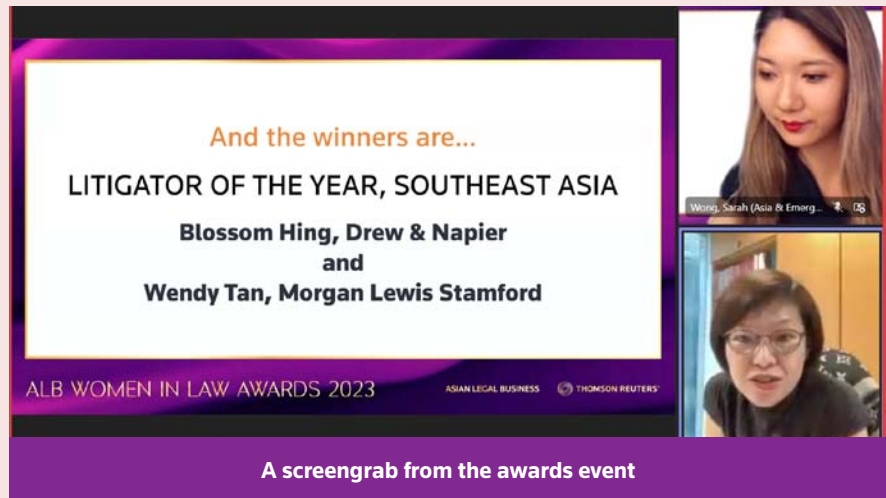 And the winners are...
LITIGATOR OF THE YEAR, SOUTHEAST ASIA
Blossom Hing, Drew & Napier
and
Wendy Tan, Morgan Lewis Stamford
ALB WOMEN IN LAW AWARDS 2023
ASIAN LEGAL BUSINESS
THOMSON REUTERS®
Wong, Sarah (Asia & Emerg...
A screengrab from the awards event